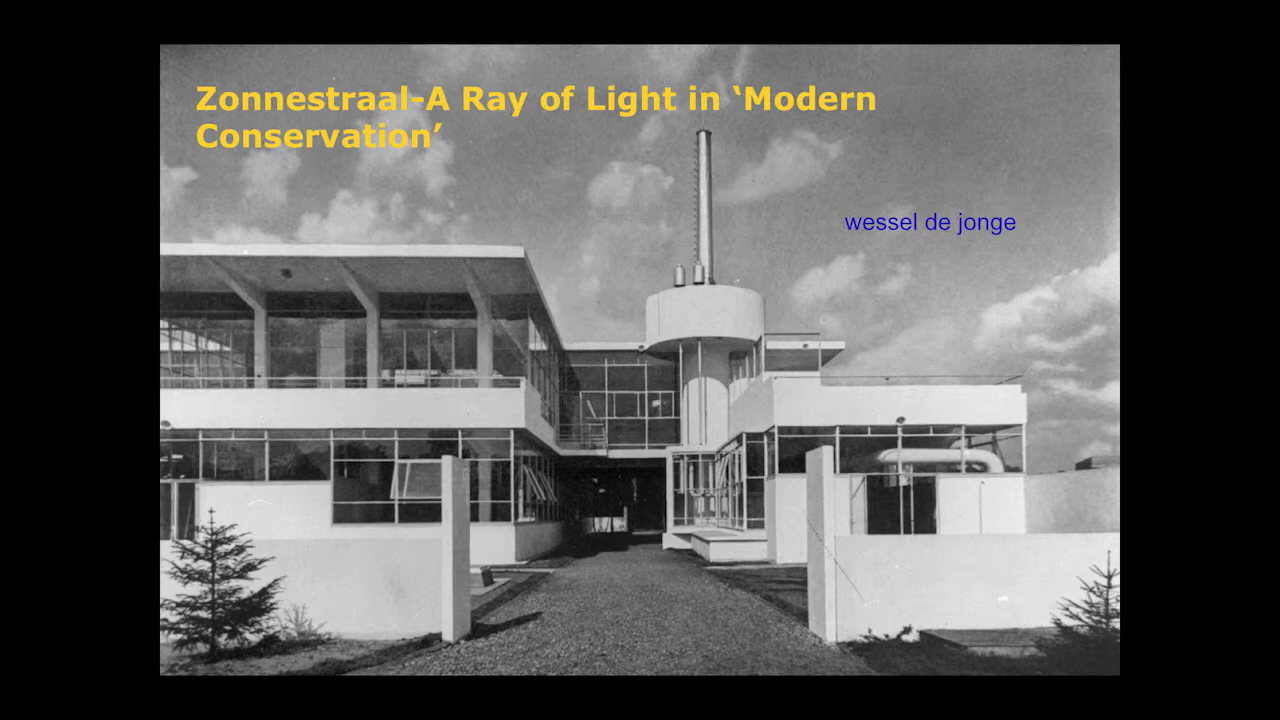 Zonnestraal-A Ray of Light in ‘Modern
Conservation’
wessel de jonge